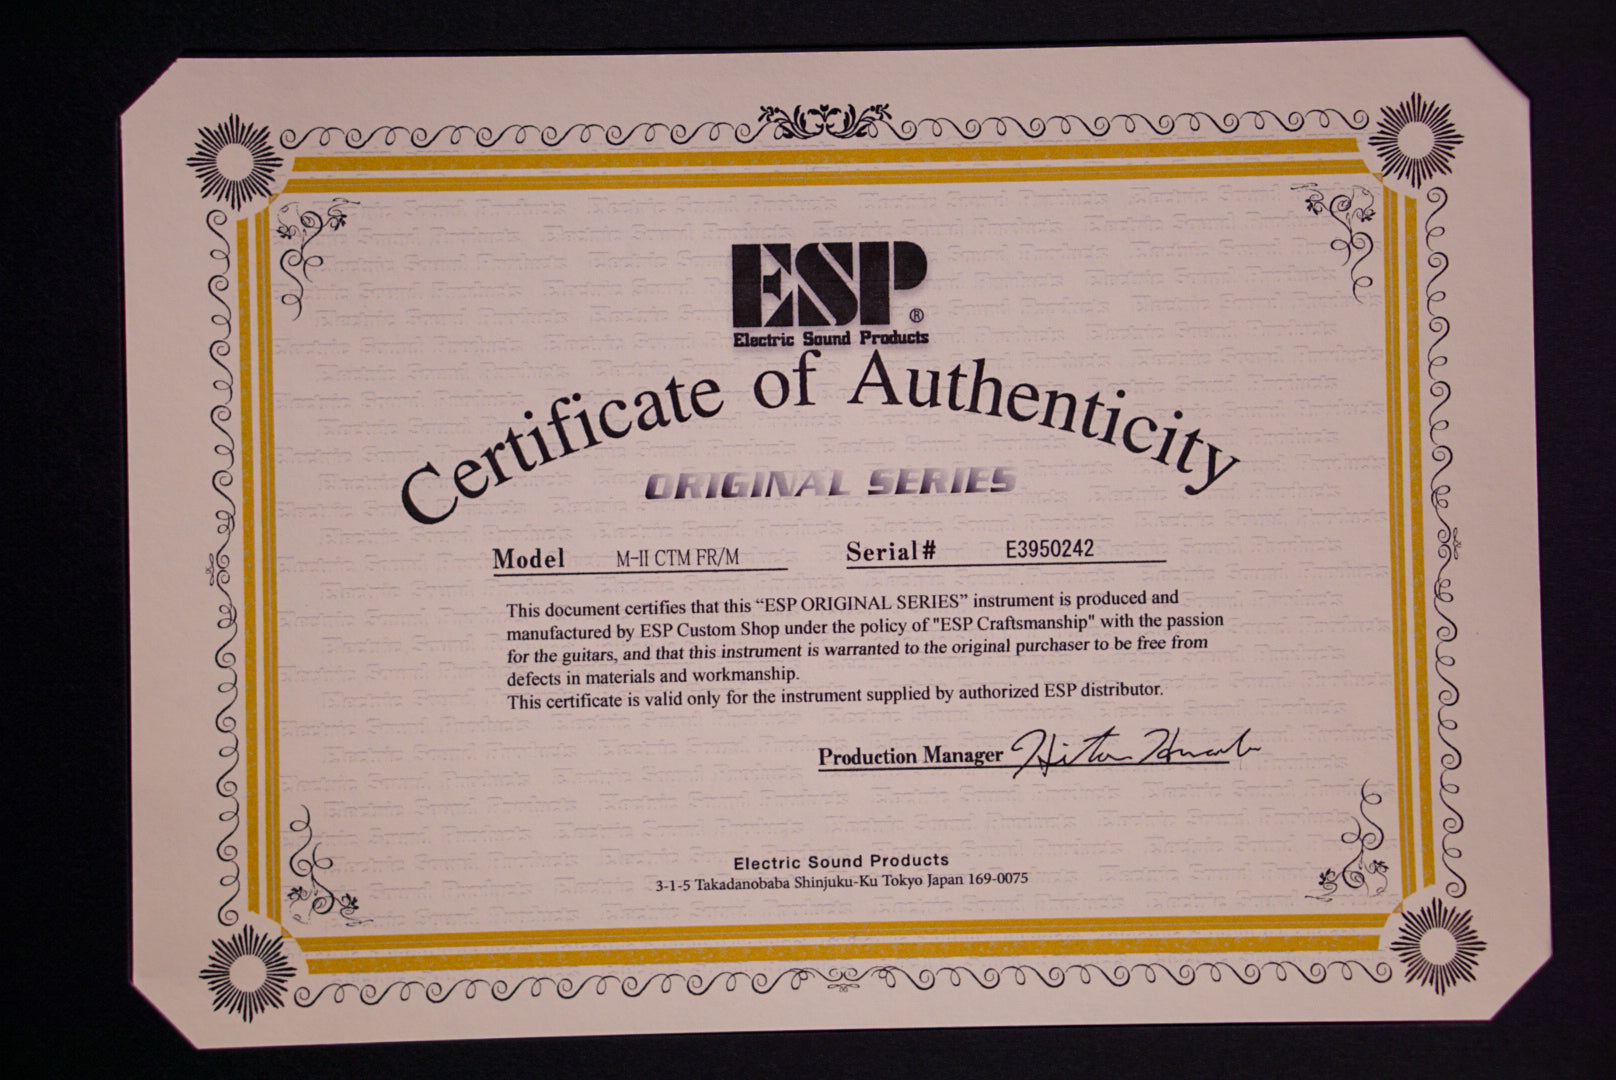 ESP®
Electric Sound Products
Certificate of Authenticity
ORIGINAL SERIES
Model M-II CTM FR/M Serial# E3950242
This document certifies that this “ESP ORIGINAL SERIES” instrument is produced and
manufactured by ESP Custom Shop under the policy of "ESP Craftsmanship" with the passion
for the guitars, and that this instrument is warranted to the original purchaser to be free from
defects in materials and workmanship.
This certificate is valid only for the instrument supplied by authorized ESP distributor.
Production Manager
Electric Sound Products
3-1-5 Takadanobaba Shinjuku-Ku Tokyo Japan 169-0075